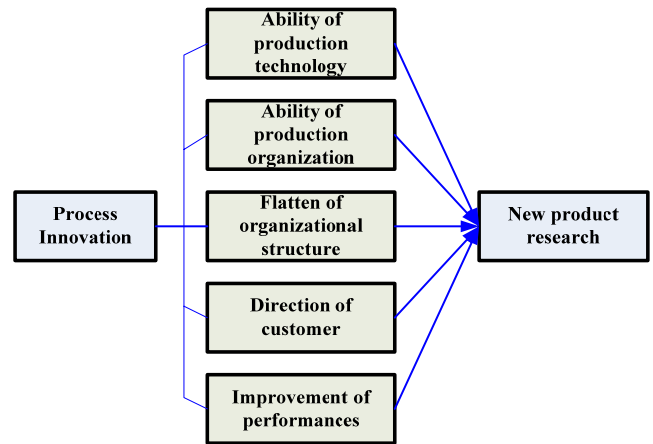 Ability of
production
technology
Ability of
production
organization
Process
Innovation
Flatten of
organizational
structure
New product
research
Direction of
customer
Improvement of
performances